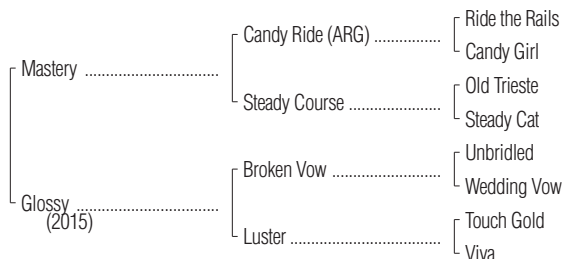 Ride the Rails
Candy Ride (ARG)
Candy Girl
Mastery
Old Trieste
Steady Course
Steady Cat
Unbridled
Broken Vow
Wedding Vow
Glossy
(2015)
Touch Gold
Luster
Viva